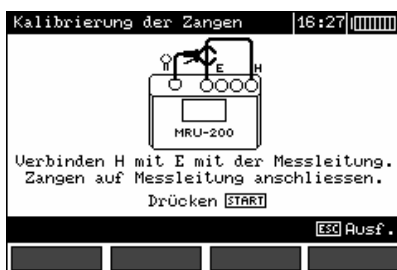 Kalibrierung der Zangen 16:27
E H
MRU-200
Verbinden H mit E mit der Messleitung.
Zangen auf Messleitung anschliessen.
Drücken START
ESC Ausf.